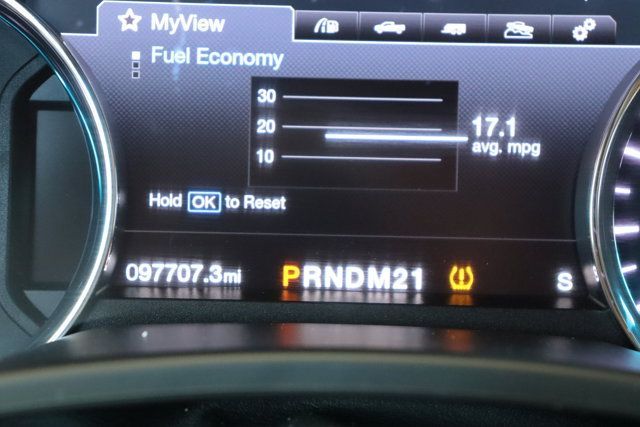 MyView
Fuel Economy
30
20
10
17.1
avg. mpg
Hold OK to Reset
097707.3mi PRNDM21 S